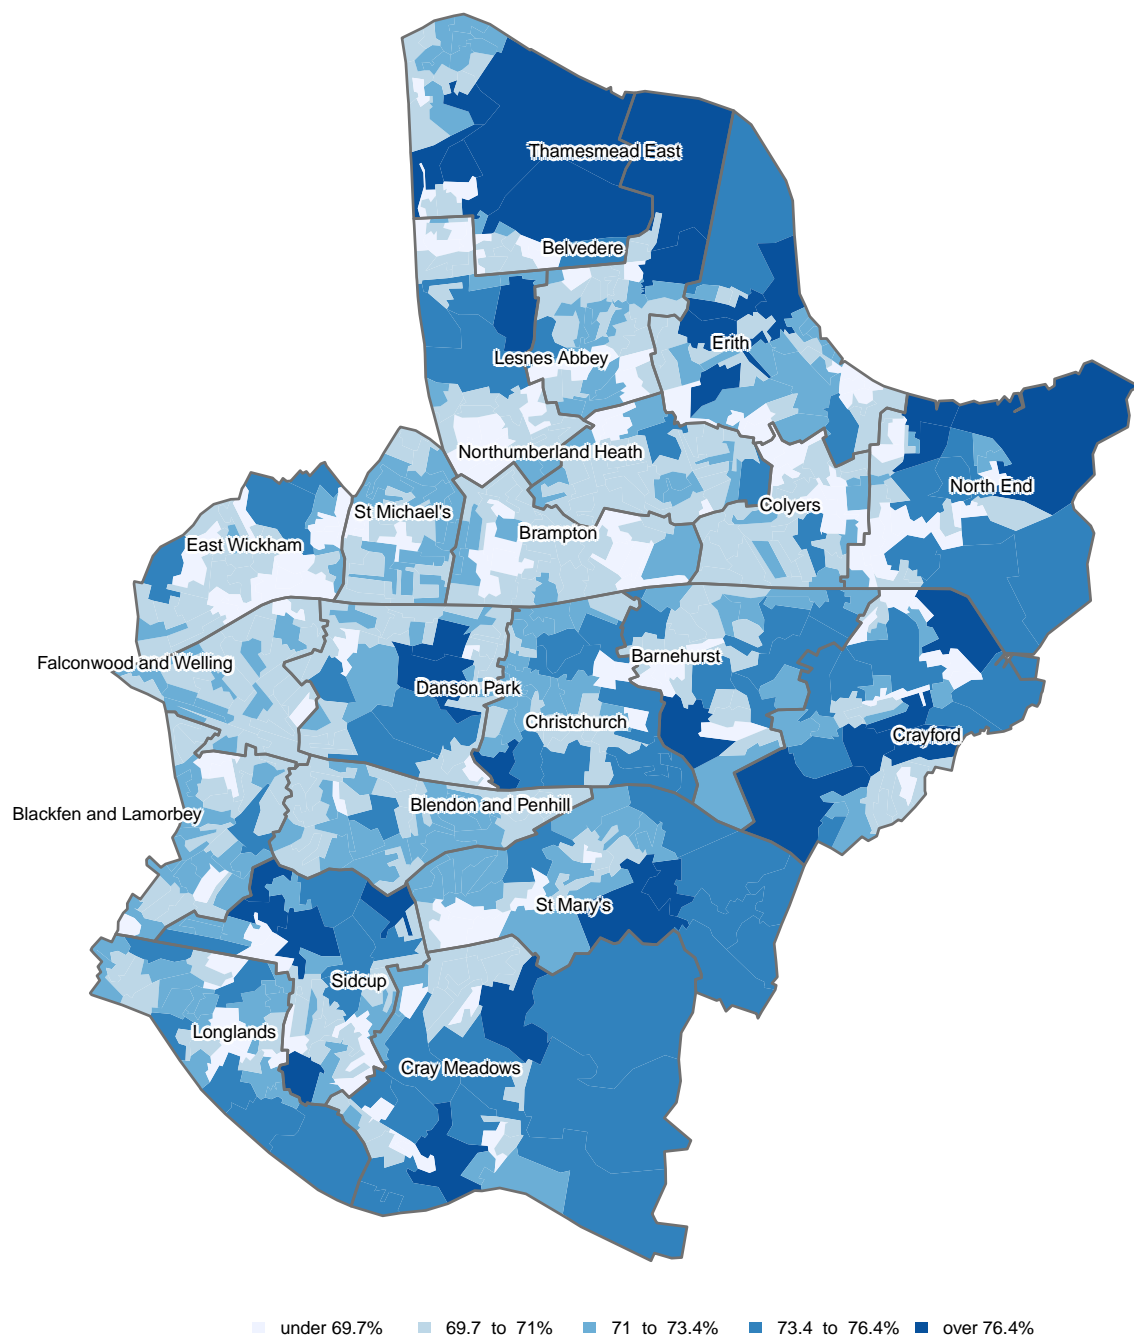 Thamesmead East
Belvedere
Erith
Lesnes Abbey
Northumberland Heath
North End
Colyers
St Michael's
Brampton
East Wickham
Barnehurst
Falconwood and Welling
Danson Park
Christchurch
Crayford
Blendon and Penhill
Blackfen and Lamorbey
St Mary's
Sidcup
Longlands
Cray Meadows
under 69.7% 69.7 to 71% 71 to 73.4% 73.4 to 76.4% over 76.4%